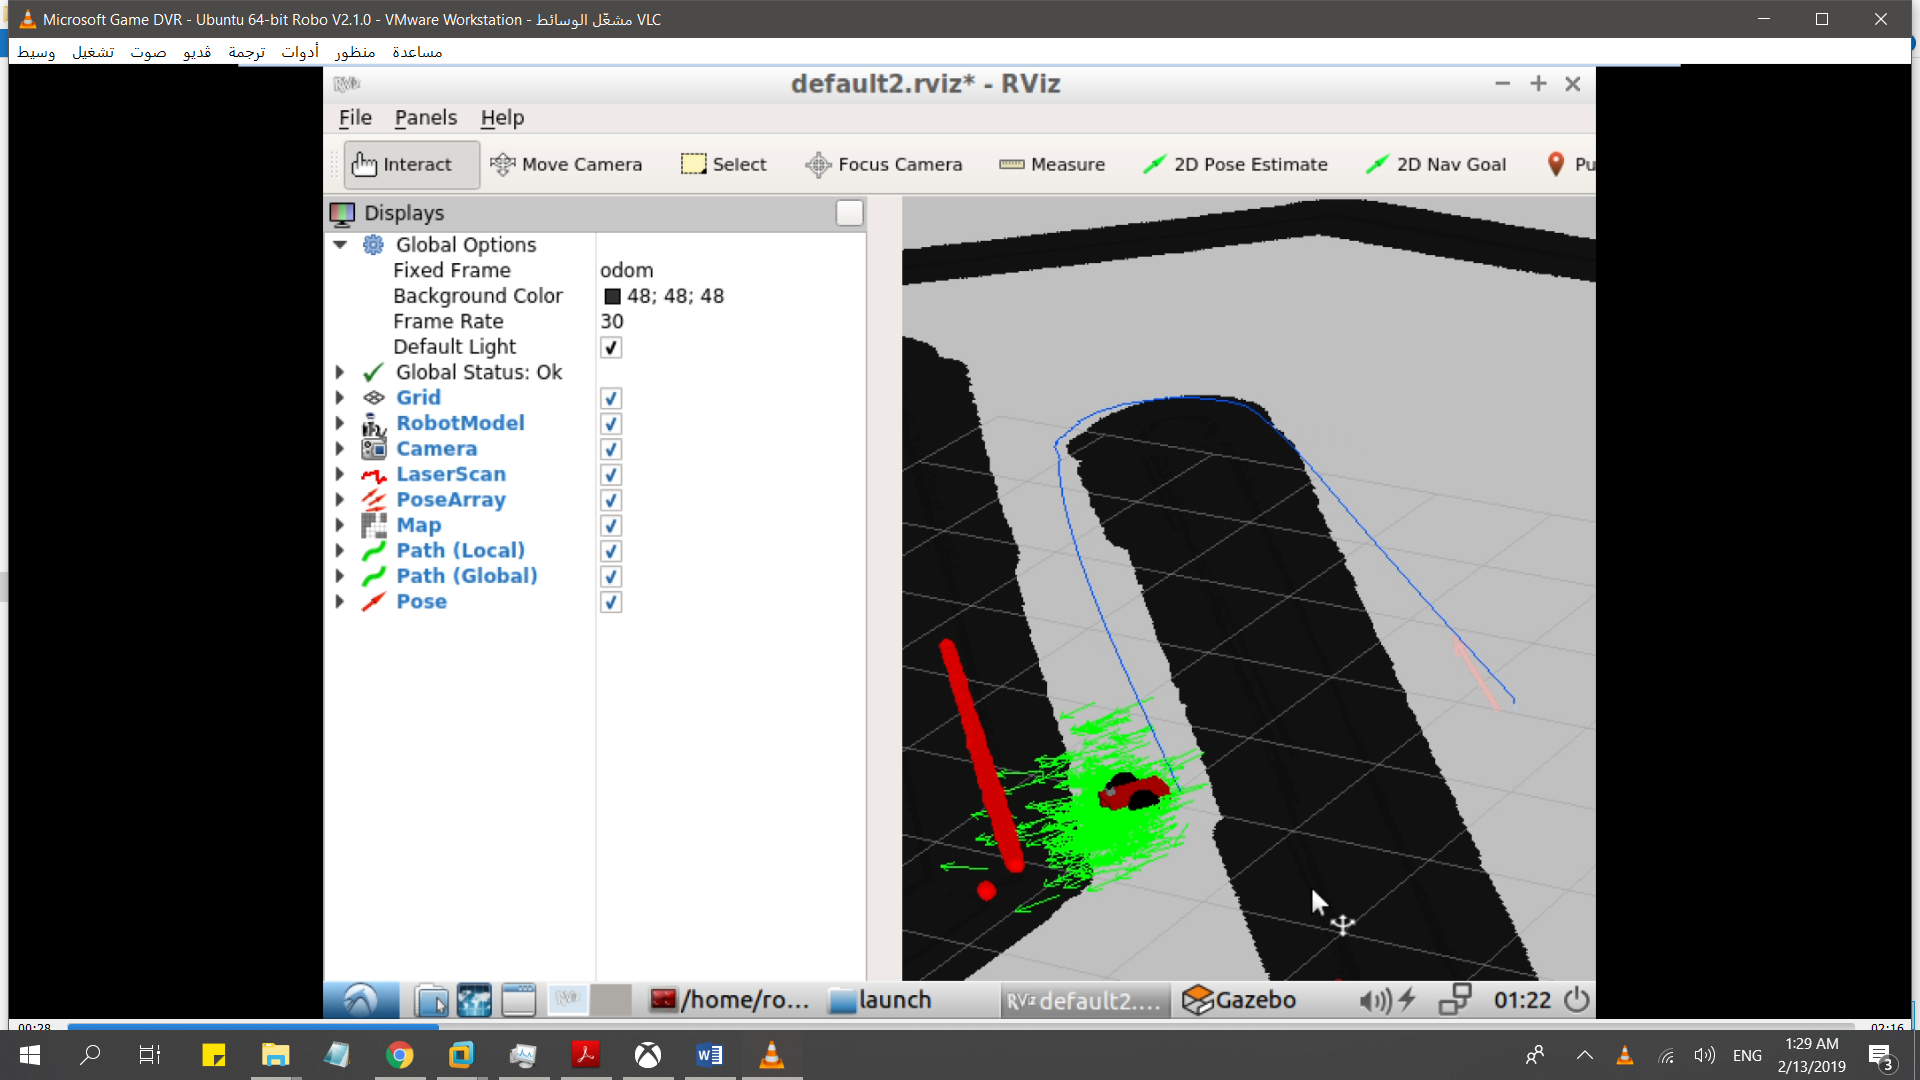 Microsoft Game DVR - Ubuntu 64-bit Robo V2.1.0 - VMware Workstation - مشغّل الوسائط VLC
وسيط تشغيل صوت ڤديو ترجمة أدوات منظور مساعدة
RViz default2.rviz* - RViz
File Panels Help
Interact Move Camera Select Focus Camera Measure 2D Pose Estimate 2D Nav Goal Pu
Displays
Global Options
Fixed Frame odom
Background Color 48; 48; 48
Frame Rate 30
Default Light
Global Status: Ok
Grid
RobotModel
Camera
LaserScan
PoseArray
Map
Path (Local)
Path (Global)
Pose
RViz /home/ro... launch RViz default2.... Gazebo 01:22
00:28 02:16
ENG 1:29 AM
2/13/2019
3